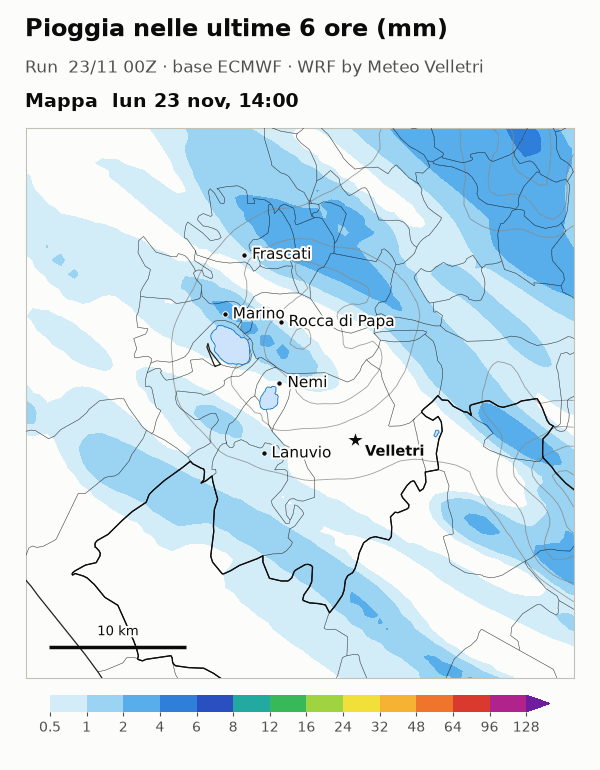 Pioggia nelle ultime 6 ore (mm)
Run  23/11 00Z · base ECMWF · WRF by Meteo Velletri
Mappa  lun 23 nov, 14:00
Frascati
Marino
Rocca di Papa
Nemi
Velletri
Lanuvio
10 km
0.5 1 2 4 6 8 12 16 24 32 48 64 96 128